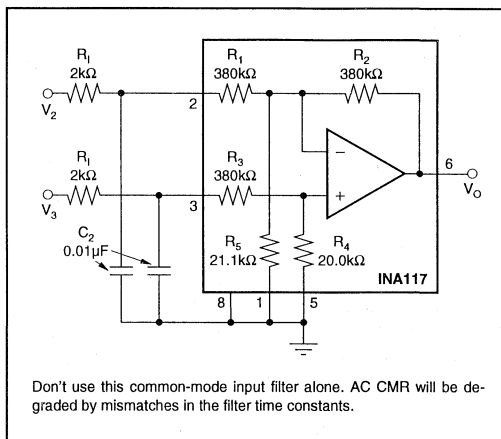 R₁ 2kΩ
V₂
R₁ 380kΩ
R₂ 380kΩ
2
6
V₀
R₁ 2kΩ
V₃
R₃ 380kΩ
3
−
+
C₂
0.01µF
R₅ 21.1kΩ
R₄ 20.0kΩ
INA117
8
1
5
Don't use this common-mode input filter alone. AC CMR will be de-
graded by mismatches in the filter time constants.